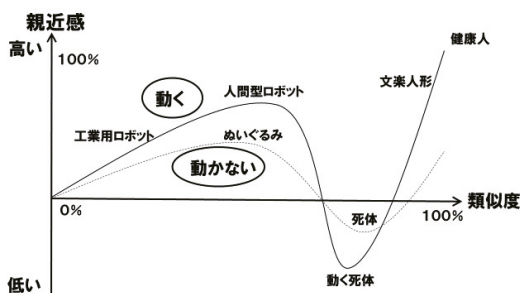 親近感
高い
100%
健康人
文楽人形
動く
人間型ロボット
工業用ロボット
ぬいぐるみ
動かない
0%
死体
100%
類似度
動く死体
低い